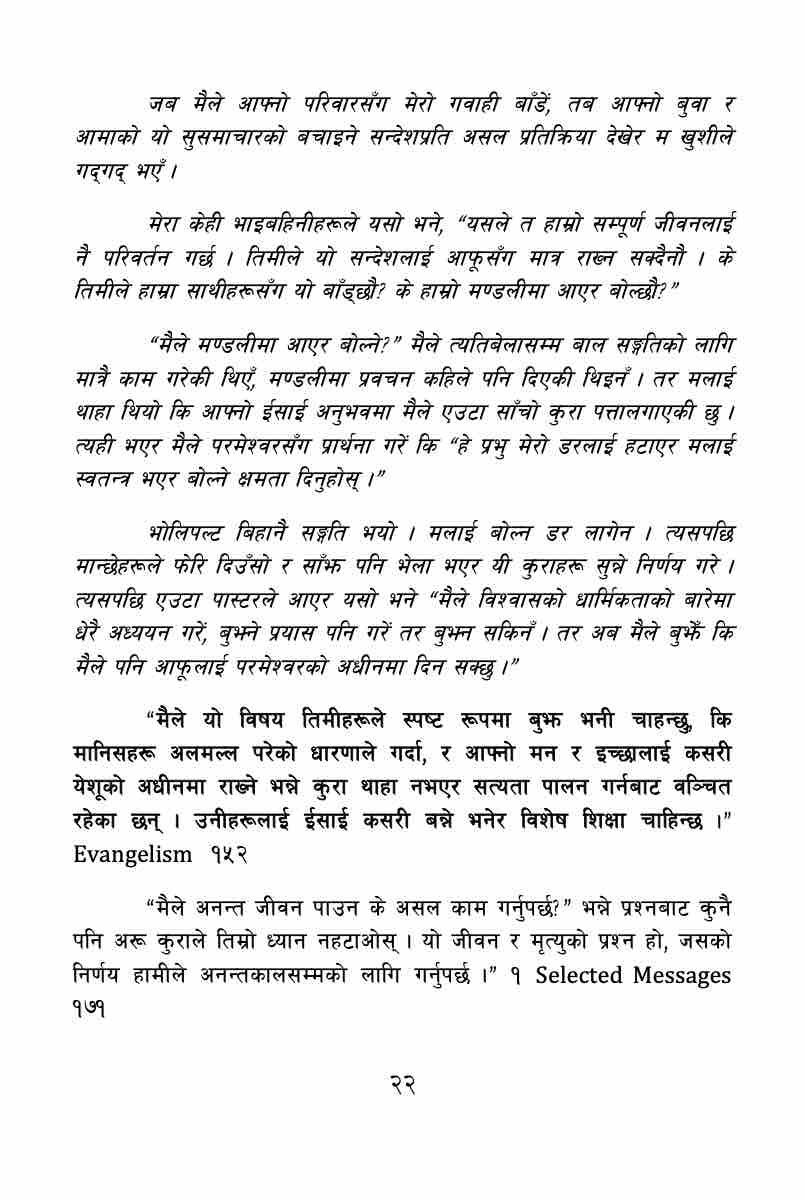 जब मैले आफ्नो परिवारसँग मेरो गवाही बाँडें, तब आफ्नो बुवा र
आमाको यो सुसमाचारको बचाइने सन्देशप्रति असल प्रतिक्रिया देखेर म खुशीले
गद्‌गद् भएँ ।
मेरा केही भाइबहिनीहरूले यसो भने, “यसले त हाम्रो सम्पूर्ण जीवनलाई
नै परिवर्तन गर्छ । तिमीले यो सन्देशलाई आफूसँग मात्र राख्न सक्दैनौ । के
तिमीले हाम्रा साथीहरूसँग यो बाँड्छौ? के हाम्रो मण्डलीमा आएर बोल्छौ?”
“मैले मण्डलीमा आएर बोल्ने?” मैले त्यतिबेलासम्म बाल सङ्गतिको लागि
मात्रै काम गरेकी थिएँ, मण्डलीमा प्रवचन कहिले पनि दिएकी थिइनँ । तर मलाई
थाहा थियो कि आफ्नो ईसाई अनुभवमा मैले एउटा साँचो कुरा पत्तालगाएकी छु ।
त्यही भएर मैले परमेश्वरसँग प्रार्थना गरें कि “हे प्रभु मेरो डरलाई हटाएर मलाई
स्वतन्त्र भएर बोल्ने क्षमता दिनुहोस् ।”
भोलिपल्ट बिहानै सङ्गति भयो । मलाई बोल्न डर लागेन । त्यसपछि
मान्छेहरूले फेरि दिउँसो र साँझ पनि भेला भएर यी कुराहरू सुन्ने निर्णय गरे ।
त्यसपछि एउटा पास्टरले आएर यसो भने “मैले विश्वासको धार्मिकताको बारेमा
धेरै अध्ययन गरें, बुझ्ने प्रयास पनि गरें तर बुझ्न सकिनँ । तर अब मैले बुझें कि
मैले पनि आफूलाई परमेश्वरको अधीनमा दिन सक्छु ।”
“मैले यो विषय तिमीहरूले स्पष्ट रूपमा बुझ भनी चाहन्छु, कि
मानिसहरू अलमल्ल परेको धारणाले गर्दा, र आफ्नो मन र इच्छालाई कसरी
येशूको अधीनमा राख्ने भन्ने कुरा थाहा नभएर सत्यता पालन गर्नबाट वञ्चित
रहेका छन् । उनीहरूलाई ईसाई कसरी बन्ने भनेर विशेष शिक्षा चाहिन्छ ।”
Evangelism १५२
“मैले अनन्त जीवन पाउन के असल काम गर्नुपर्छ?” भन्ने प्रश्नबाट कुनै
पनि अरू कुराले तिम्रो ध्यान नहटाओस् । यो जीवन र मृत्युको प्रश्न हो, जसको
निर्णय हामीले अनन्तकालसम्मको लागि गर्नुपर्छ ।” १ Selected Messages
१७१
२२